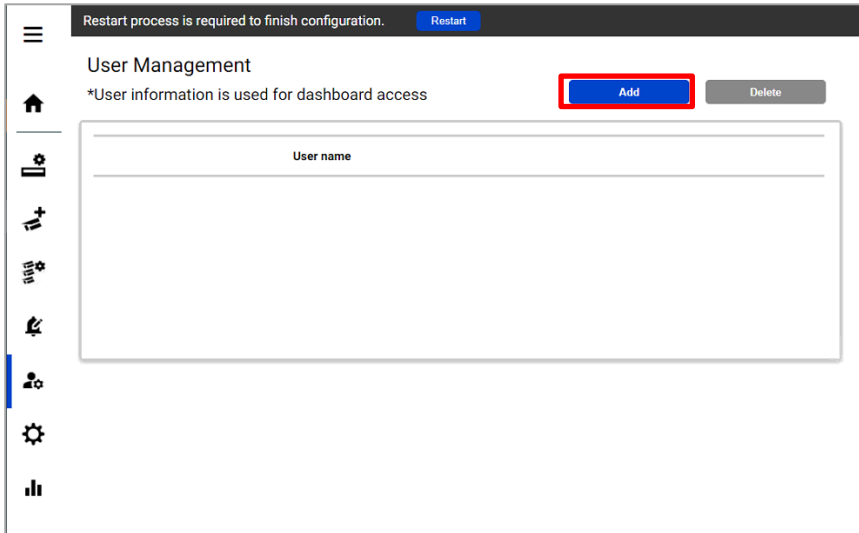 Restart process is required to finish configuration. Restart
User Management
*User information is used for dashboard access
Add Delete
User name